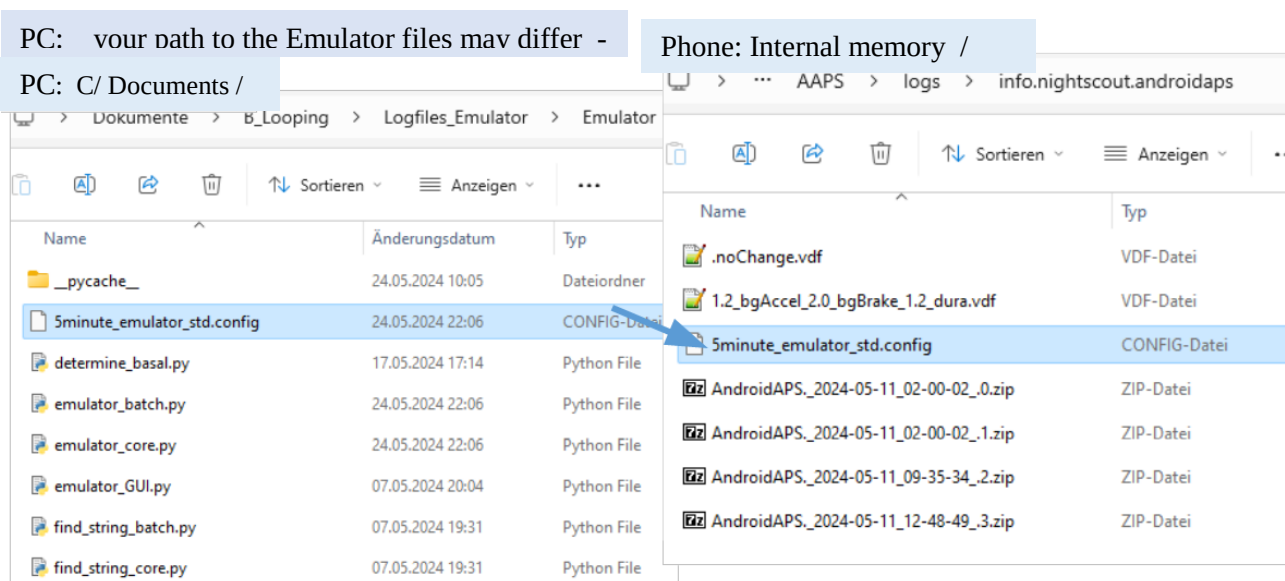 PC:    your path to the Emulator files may differ  -
PC:  C/ Documents /
Dokumente > B_Looping > Logfiles_Emulator > Emulator
Sortieren
Anzeigen
...
Name Änderungsdatum Typ
__pycache__ 24.05.2024 10:05 Dateiordner
5minute_emulator_std.config 24.05.2024 22:06 CONFIG-Datei
determine_basal.py 17.05.2024 17:14 Python File
emulator_batch.py 24.05.2024 22:06 Python File
emulator_core.py 24.05.2024 22:06 Python File
emulator_GUI.py 07.05.2024 20:04 Python File
find_string_batch.py 07.05.2024 19:31 Python File
find_string_core.py 07.05.2024 19:31 Python File
Phone: Internal memory  /
> ... AAPS > logs > info.nightscout.androidaps
Sortieren
Anzeigen
Name Typ
.noChange.vdf VDF-Datei
1.2_bgAccel_2.0_bgBrake_1.2_dura.vdf VDF-Datei
5minute_emulator_std.config CONFIG-Datei
AndroidAPS._2024-05-11_02-00-02_.0.zip ZIP-Datei
AndroidAPS._2024-05-11_02-00-02_.1.zip ZIP-Datei
AndroidAPS._2024-05-11_09-35-34_.2.zip ZIP-Datei
AndroidAPS._2024-05-11_12-48-49_.3.zip ZIP-Datei